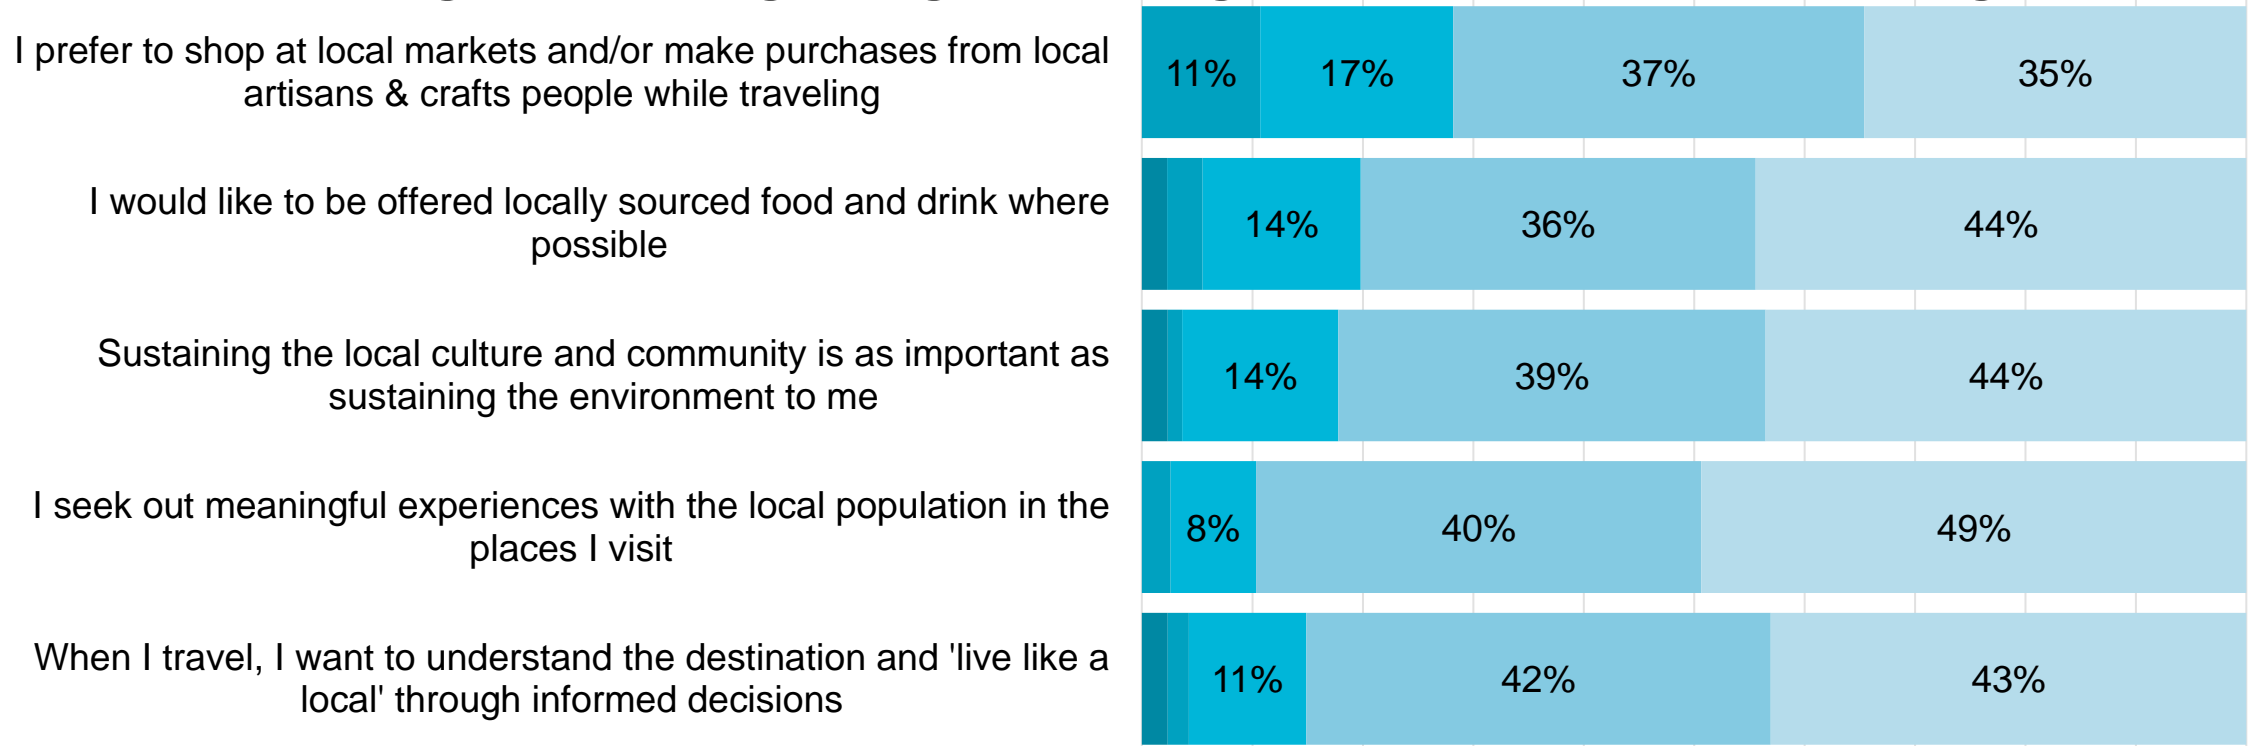 I prefer to shop at local markets and/or make purchases from local
artisans & crafts people while traveling
11% 17% 37% 35%
I would like to be offered locally sourced food and drink where
possible
14% 36% 44%
Sustaining the local culture and community is as important as
sustaining the environment to me
14% 39% 44%
I seek out meaningful experiences with the local population in the
places I visit
8% 40% 49%
When I travel, I want to understand the destination and 'live like a
local' through informed decisions
11% 42% 43%